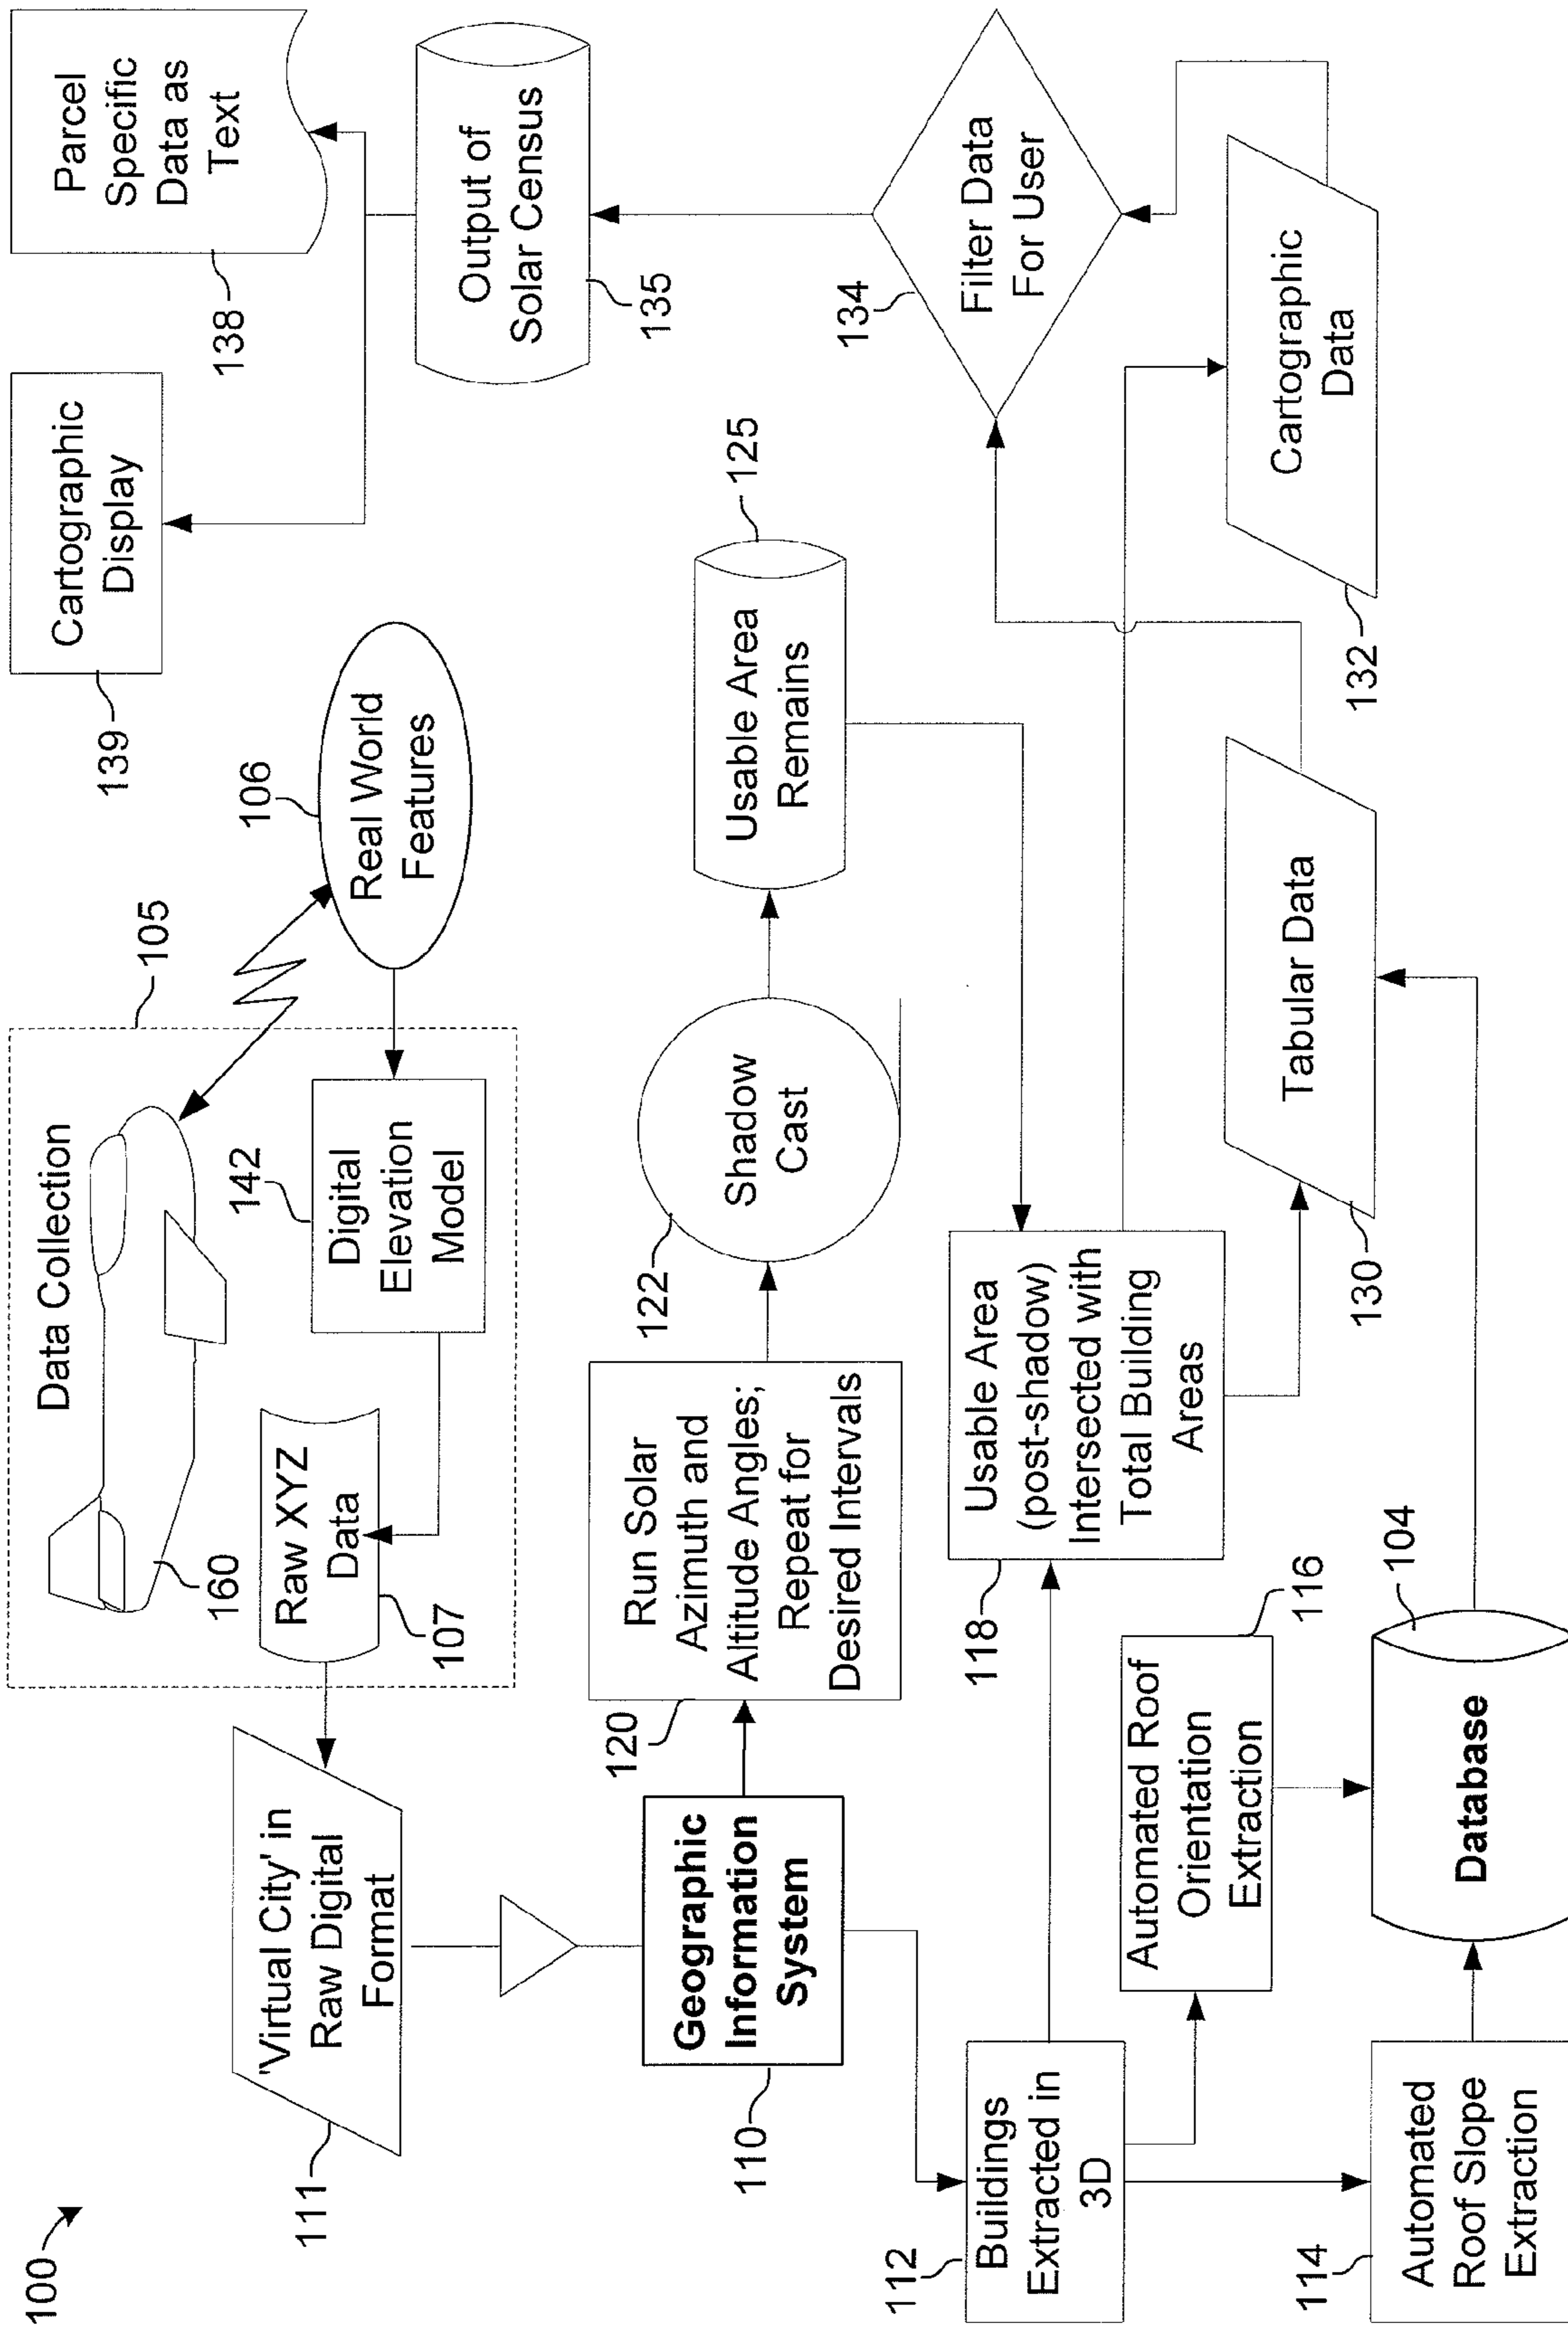 100
111
'Virtual City' in
Raw Digital
Format
Data Collection
105
160
Raw XYZ
Data
107
142
Digital
Elevation
Model
106
Real World
Features
139
Cartographic
Display
138
Parcel
Specific
Data as
Text
110
Geographic
Information
System
120
Run Solar
Azimuth and
Altitude Angles;
Repeat for
Desired Intervals
122
Shadow
Cast
125
Usable Area
Remains
135
Output of
Solar Census
112
Buildings
Extracted in
3D
118
Usable Area
(post-shadow)
Intersected with
Total Building
Areas
134
Filter Data
For User
116
Automated Roof
Orientation
Extraction
114
Automated
Roof Slope
Extraction
104
Database
130
Tabular Data
132
Cartographic
Data